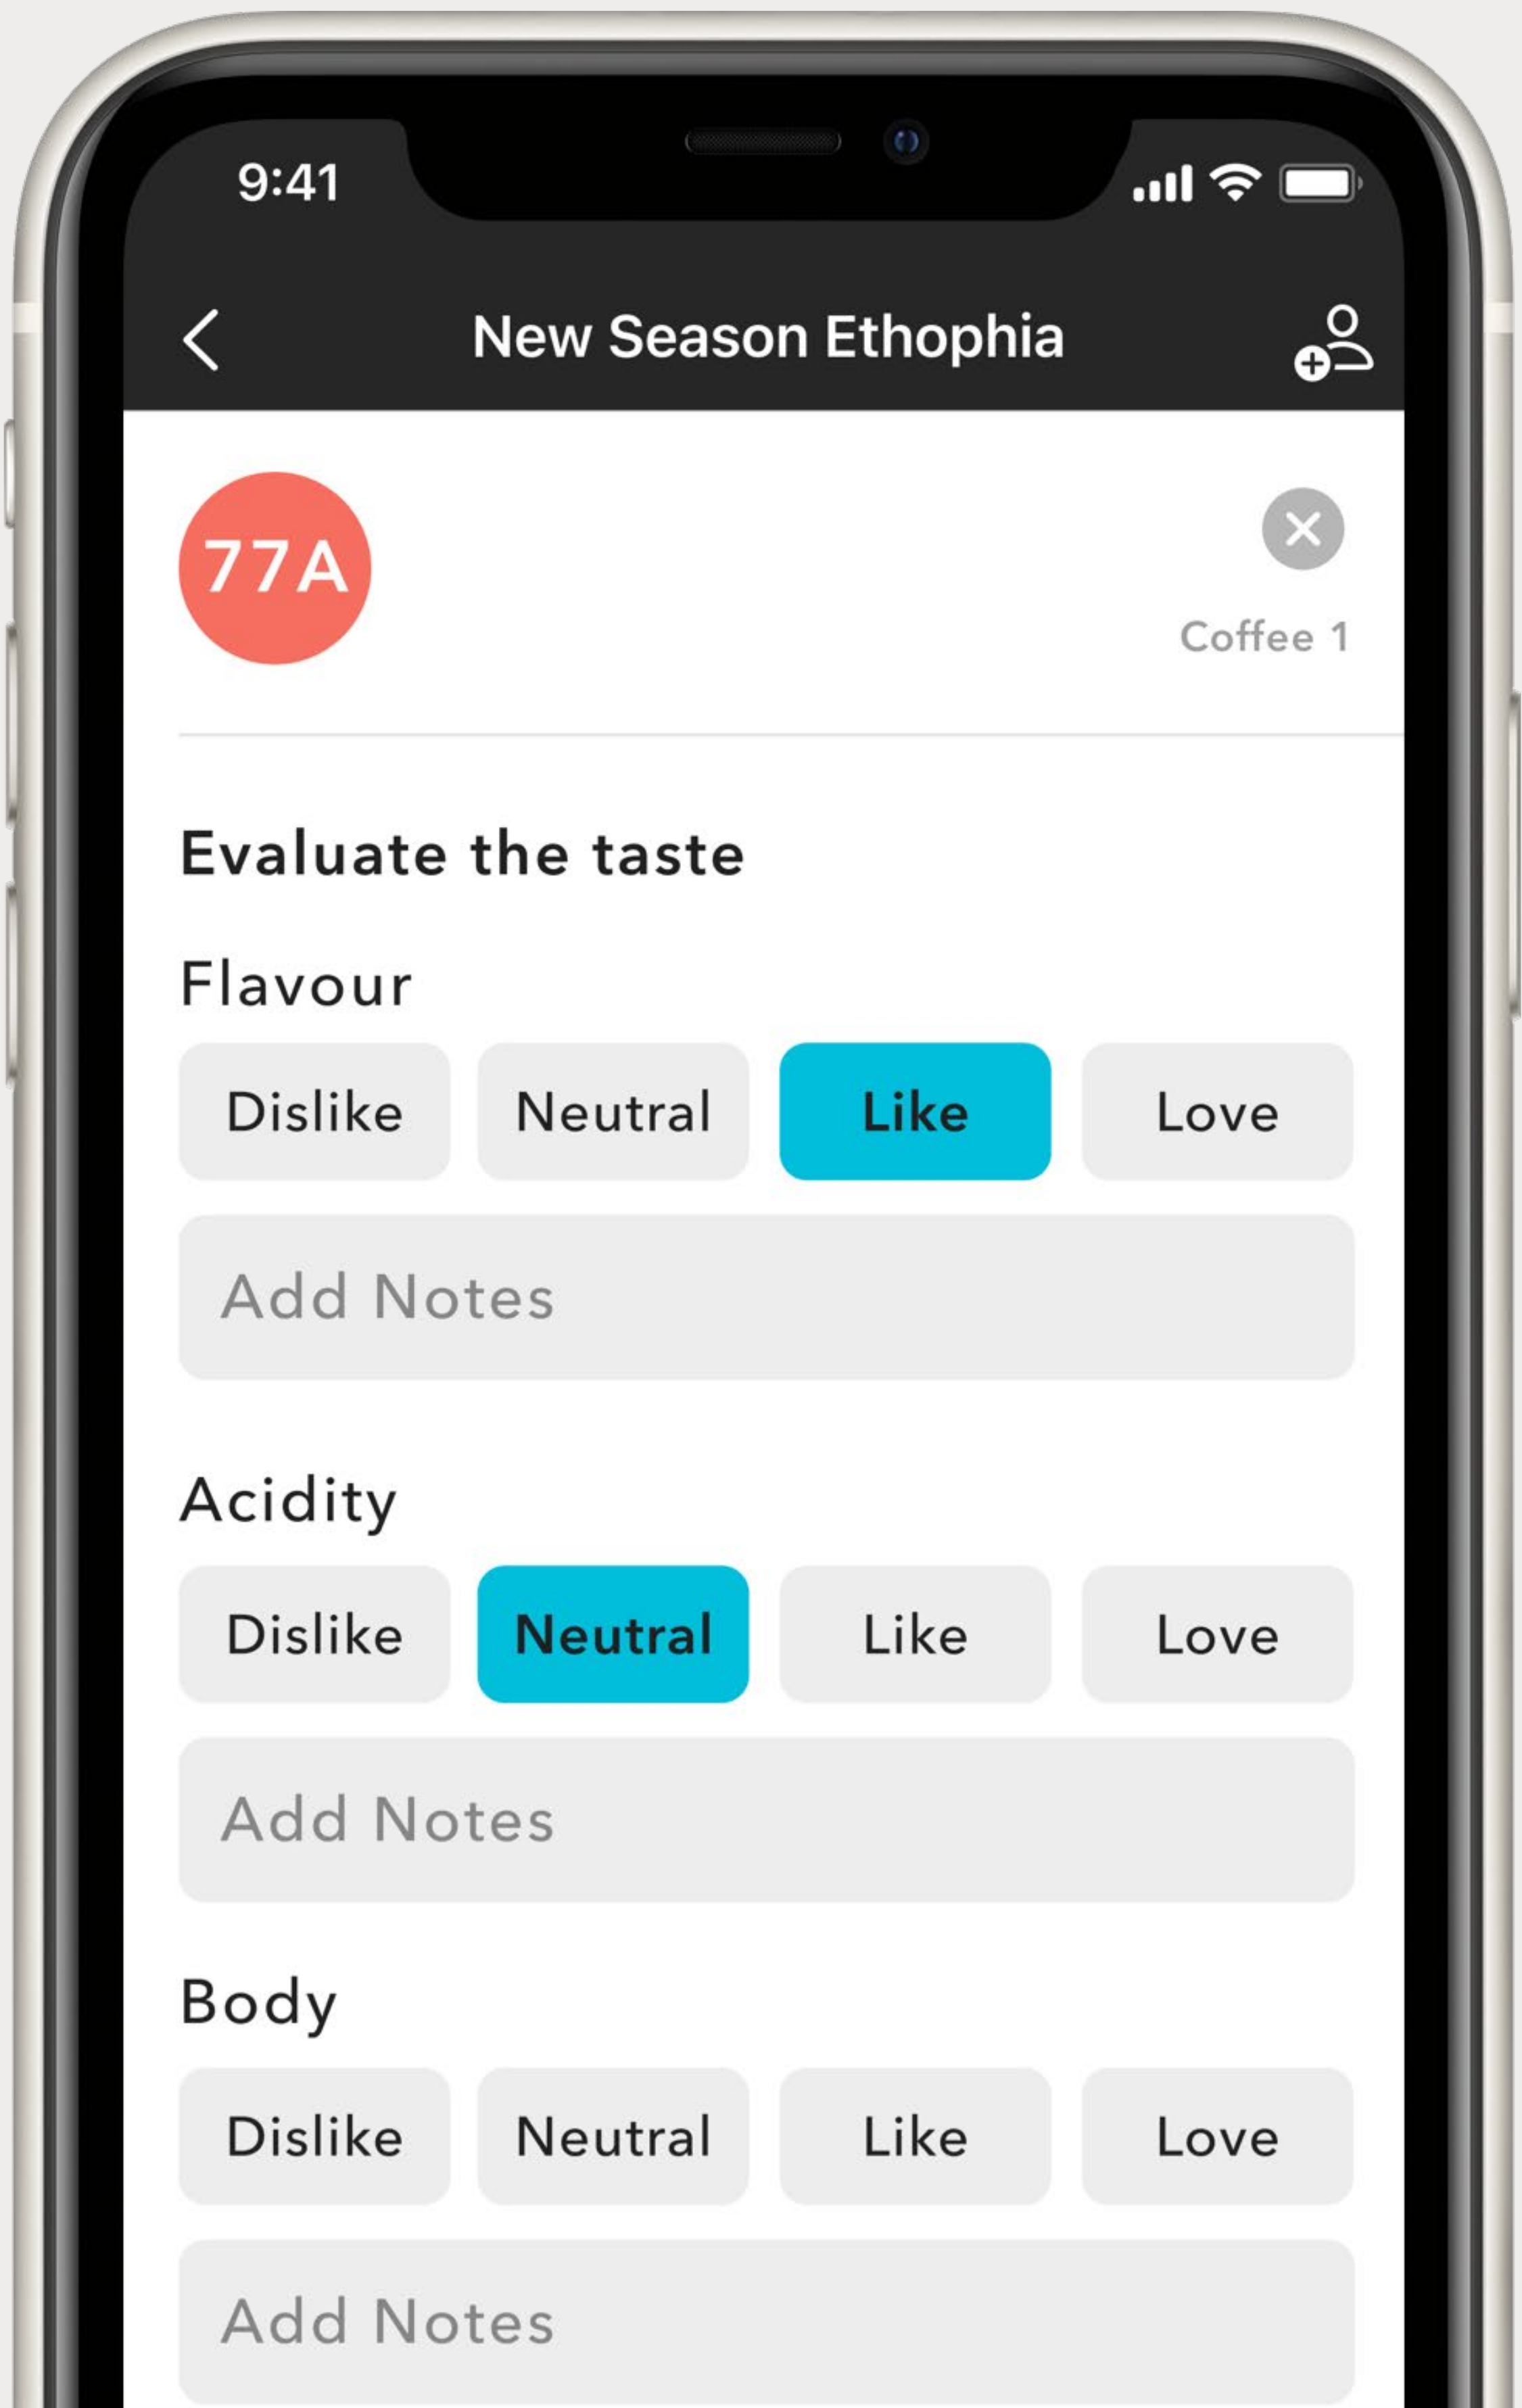 9:41
New Season Ethophia
77A
Coffee 1
Evaluate the taste
Flavour
Dislike Neutral Like Love
Add Notes
Acidity
Dislike Neutral Like Love
Add Notes
Body
Dislike Neutral Like Love
Add Notes